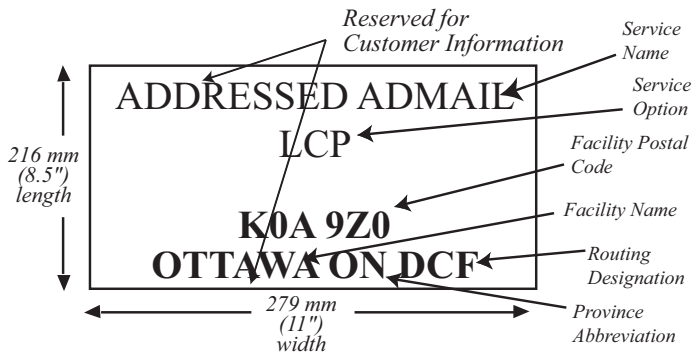 Reserved for
Customer Information
Service
Name
ADDRESSED ADMAIL
Service
Option
LCP
216 mm
(8.5")
length
Facility Postal
Code
K0A 9Z0
Facility Name
OTTAWA ON DCF
Routing
Designation
279 mm
(11")
width
Province
Abbreviation